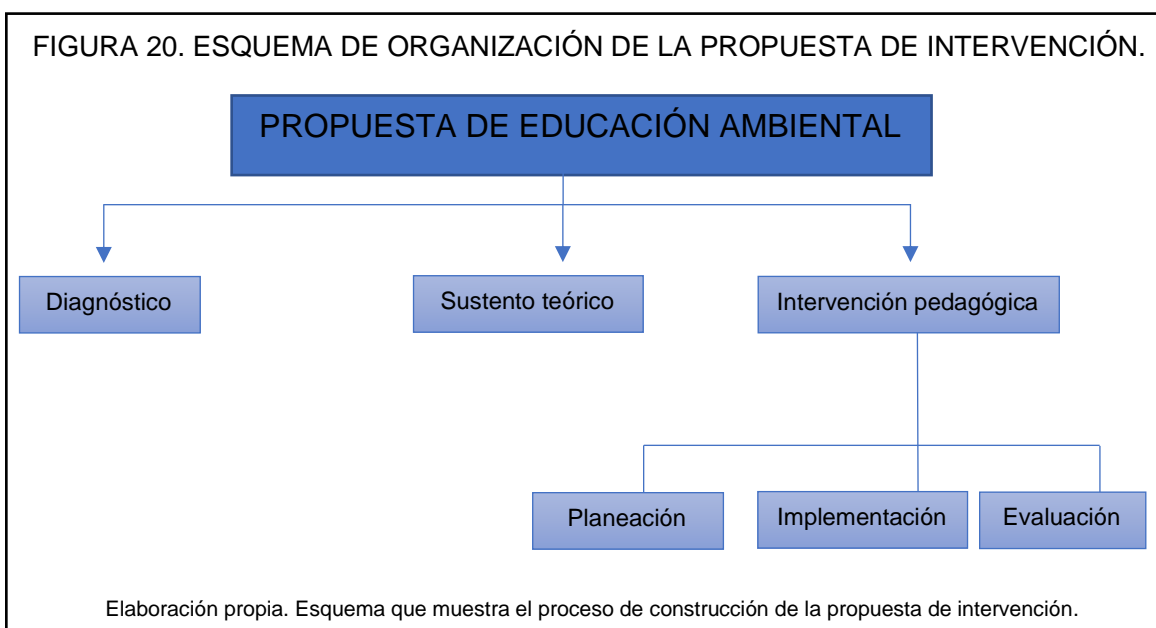 FIGURA 20. ESQUEMA DE ORGANIZACIÓN DE LA PROPUESTA DE INTERVENCIÓN.
PROPUESTA DE EDUCACIÓN AMBIENTAL
Diagnóstico
Sustento teórico
Intervención pedagógica
Planeación
Implementación
Evaluación
Elaboración propia. Esquema que muestra el proceso de construcción de la propuesta de intervención.